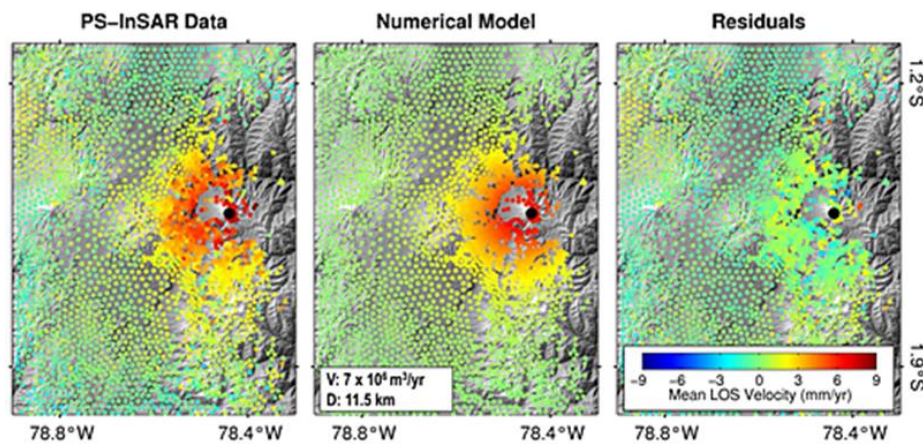 PS–InSAR Data
Numerical Model
Residuals
1.2°S
1.9°S
V: 7 x 10⁶ m³/yr
D: 11.5 km
−9 −6 −3 0 3 6 9
Mean LOS Velocity (mm/yr)
78.8°W 78.4°W 78.8°W 78.4°W 78.8°W 78.4°W